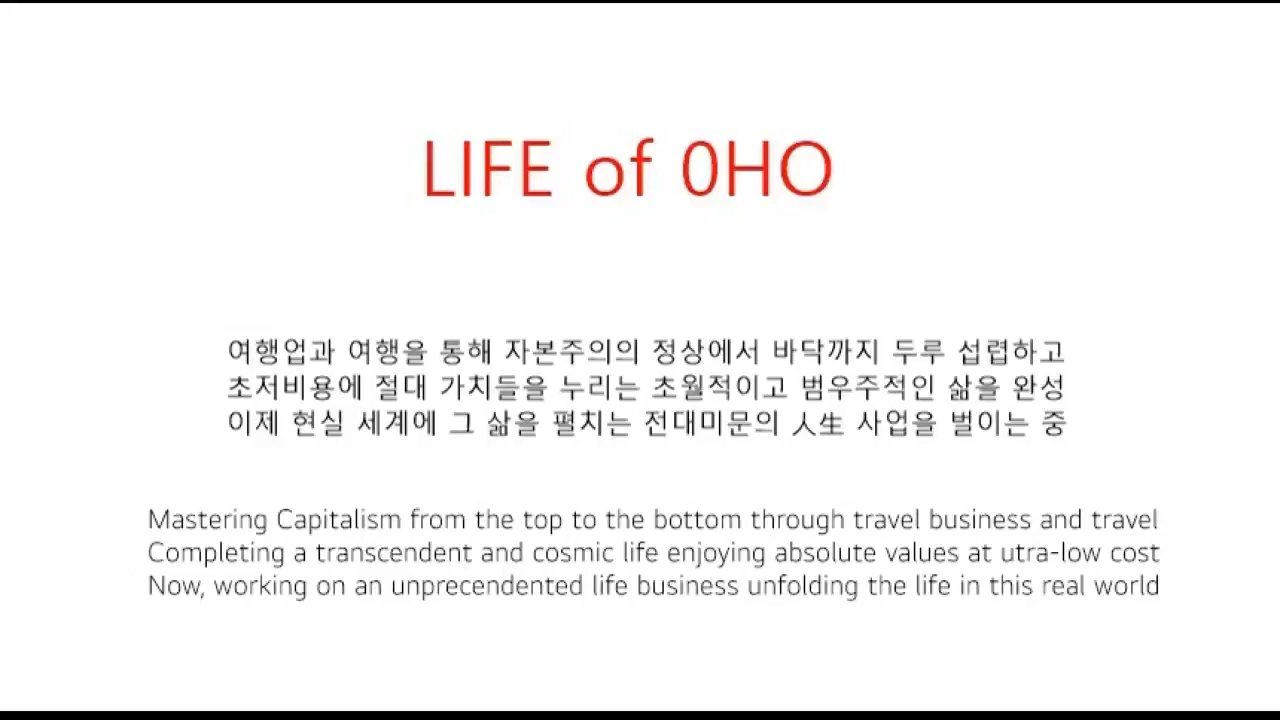 LIFE of 0HO
여행업과 여행을 통해 자본주의의 정상에서 바닥까지 두루 섭렵하고
초저비용에 절대 가치들을 누리는 초월적이고 범우주적인 삶을 완성
이제 현실 세계에 그 삶을 펼치는 전대미문의 人生 사업을 벌이는 중
Mastering Capitalism from the top to the bottom through travel business and travel
Completing a transcendent and cosmic life enjoying absolute values at utra-low cost
Now, working on an unprecendented life business unfolding the life in this real world